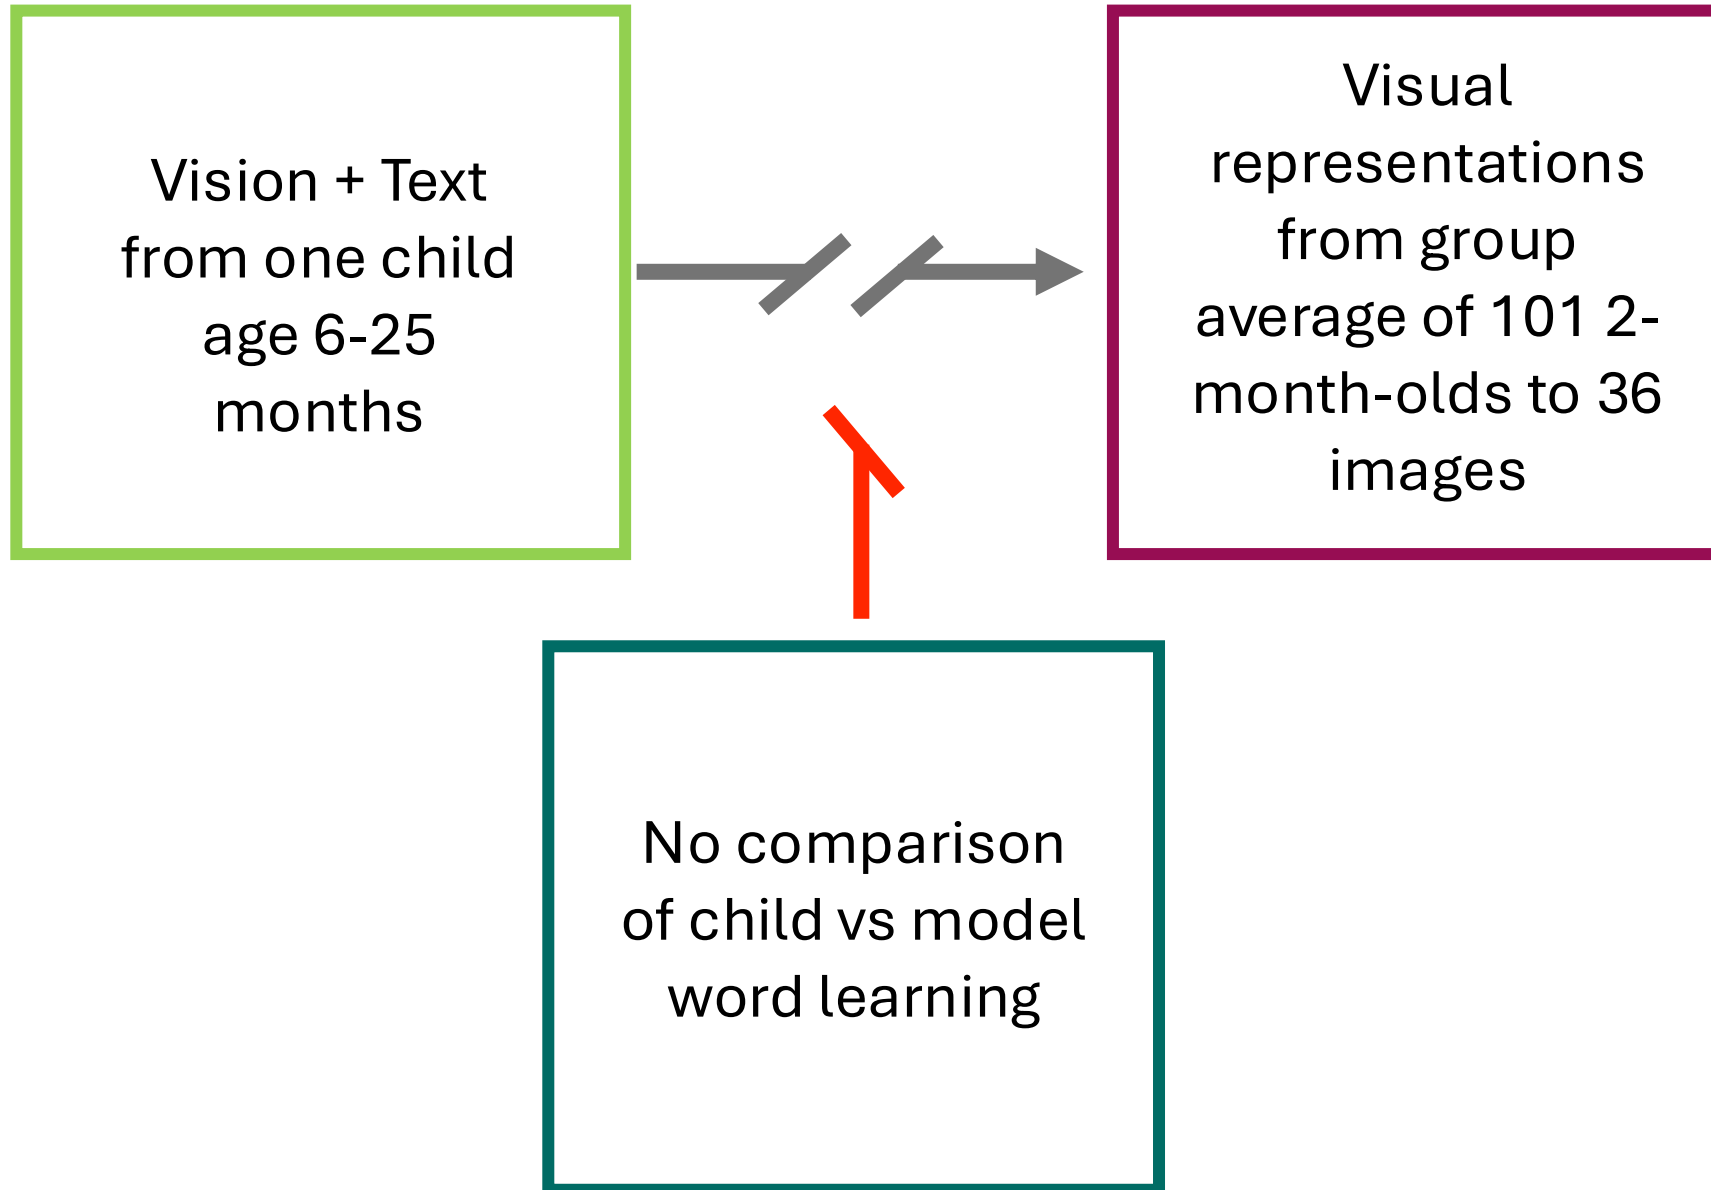 Vision + Text
from one child
age 6-25
months
Visual
representations
from group
average of 101 2-
month-olds to 36
images
No comparison
of child vs model
word learning